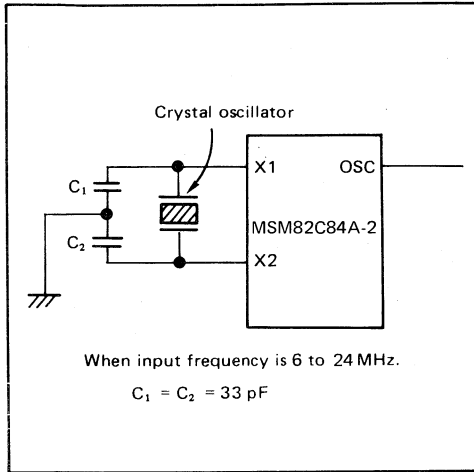 Crystal oscillator
X1
OSC
C₁
MSM82C84A-2
C₂
X2
When input frequency is 6 to 24 MHz.
C₁ = C₂ = 33 pF